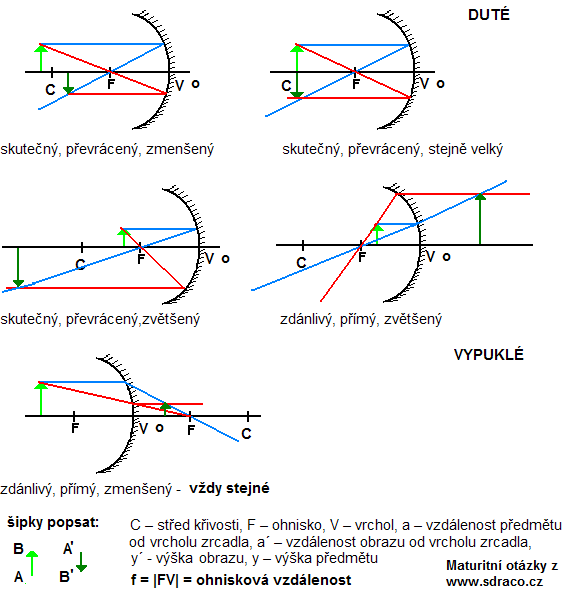 DUTÉ
C F V o
C F V o
skutečný, převrácený, zmenšený
skutečný, převrácený, stejně velký
C F V o
C F V o
skutečný, převrácený,zvětšený
zdánlivý, přímý, zvětšený
VYPUKLÉ
F V o F C
zdánlivý, přímý, zmenšený - vždy stejné
šipky popsat:
B A'
A B'
C – střed křivosti, F – ohnisko, V – vrchol, a – vzdálenost předmětu
od vrcholu zrcadla, a´ – vzdálenost obrazu od vrcholu zrcadla,
y´ - výška obrazu, y – výška předmětu
f = |FV| = ohnisková vzdálenost
Maturitní otázky z
www.sdraco.cz